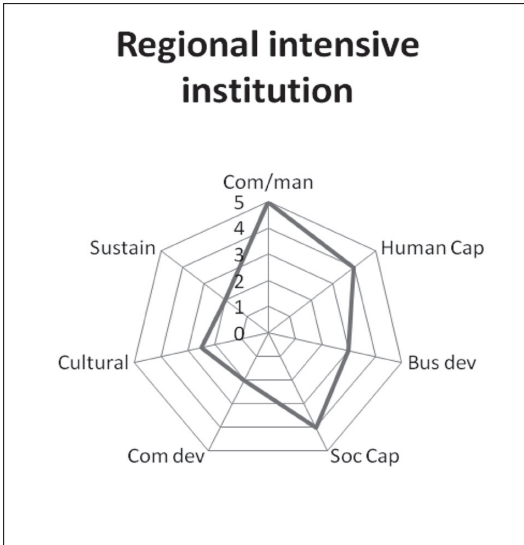 Regional intensive
institution
Com/man
5
4
3
2
1
0
Human Cap
Bus dev
Soc Cap
Com dev
Cultural
Sustain